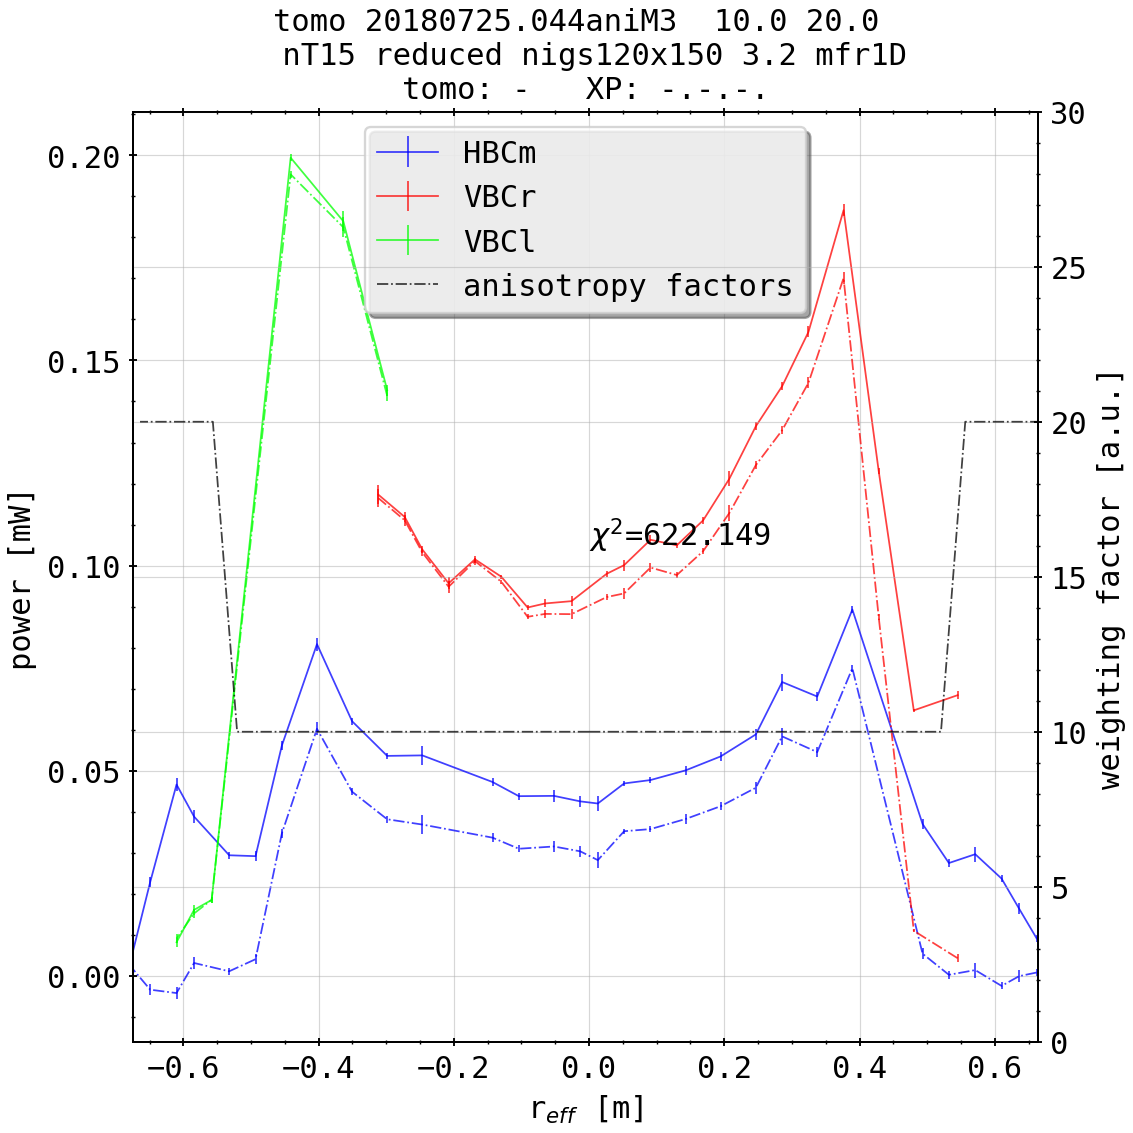 tomo 20180725.044aniM3  10.0 20.0
nT15 reduced nigs120x150 3.2 mfr1D
tomo: -   XP: -.-.-.
HBCm
VBCr
VBCl
anisotropy factors
χ²=622.149
0.20
0.15
0.10
0.05
0.00
power [mW]
30
25
20
15
10
5
0
weighting factor [a.u.]
−0.6 −0.4 −0.2 0.0 0.2 0.4 0.6
r_eff [m]